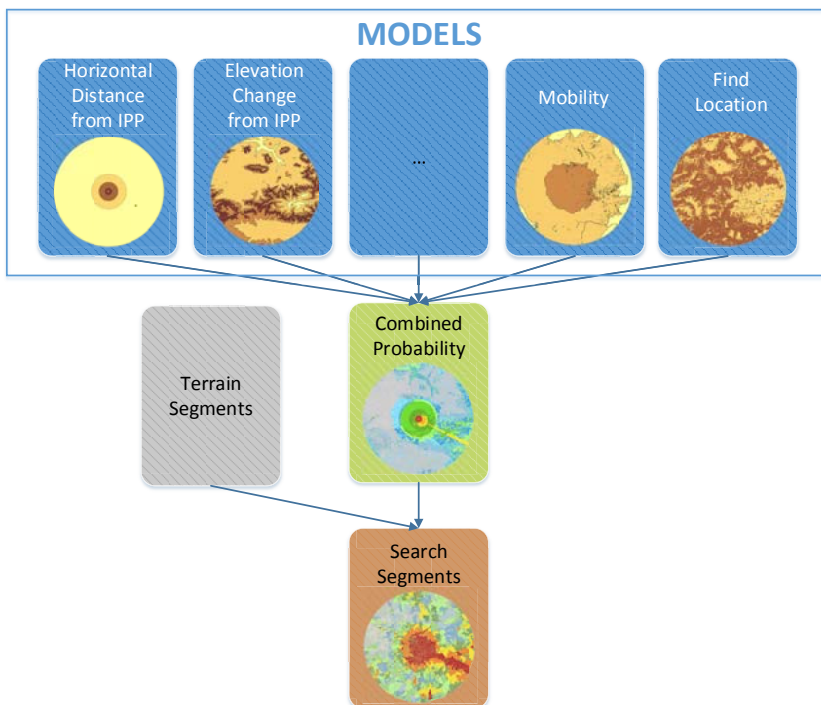 MODELS
Horizontal
Distance
from IPP
Elevation
Change
from IPP
...
Mobility
Find
Location
Combined
Probability
Terrain
Segments
Search
Segments